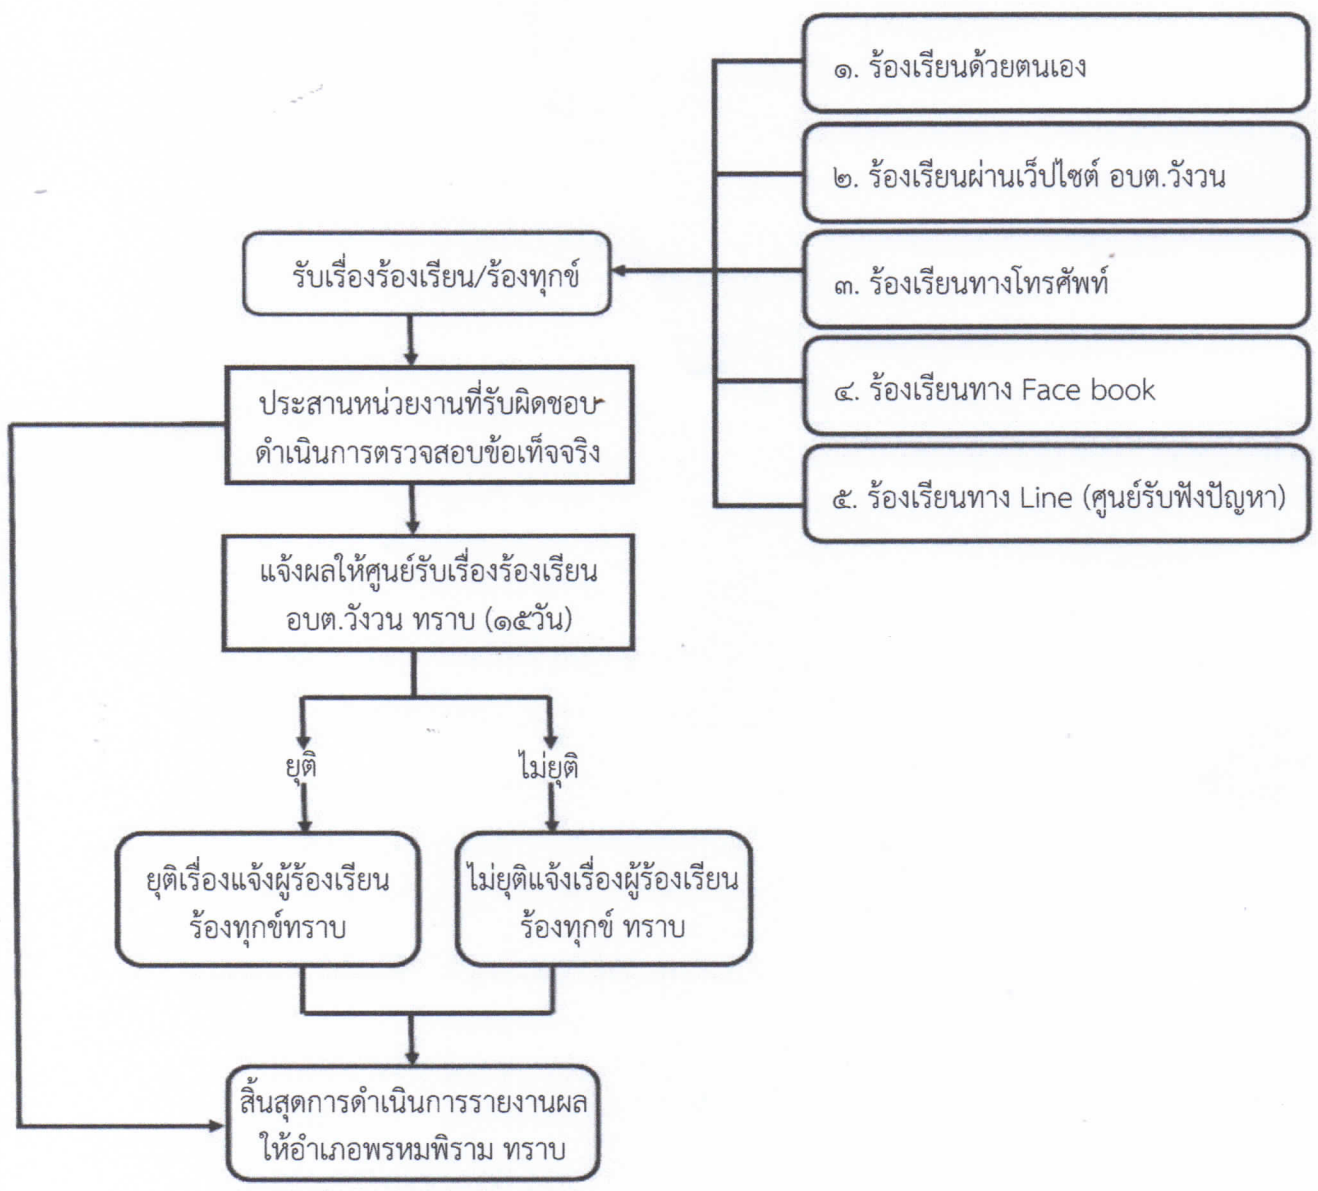 ๑. ร้องเรียนด้วยตนเอง
๒. ร้องเรียนผ่านเว็ปไซต์ อบต.วังวน
๓. ร้องเรียนทางโทรศัพท์
๔. ร้องเรียนทาง Face book
๕. ร้องเรียนทาง Line (ศูนย์รับฟังปัญหา)
รับเรื่องร้องเรียน/ร้องทุกข์
ประสานหน่วยงานที่รับผิดชอบ
ดำเนินการตรวจสอบข้อเท็จจริง
แจ้งผลให้ศูนย์รับเรื่องร้องเรียน
อบต.วังวน ทราบ (๑๕วัน)
ยุติ
ไม่ยุติ
ยุติเรื่องแจ้งผู้ร้องเรียน
ร้องทุกข์ทราบ
ไม่ยุติแจ้งเรื่องผู้ร้องเรียน
ร้องทุกข์ ทราบ
สิ้นสุดการดำเนินการรายงานผล
ให้อำเภอพรหมพิราม ทราบ